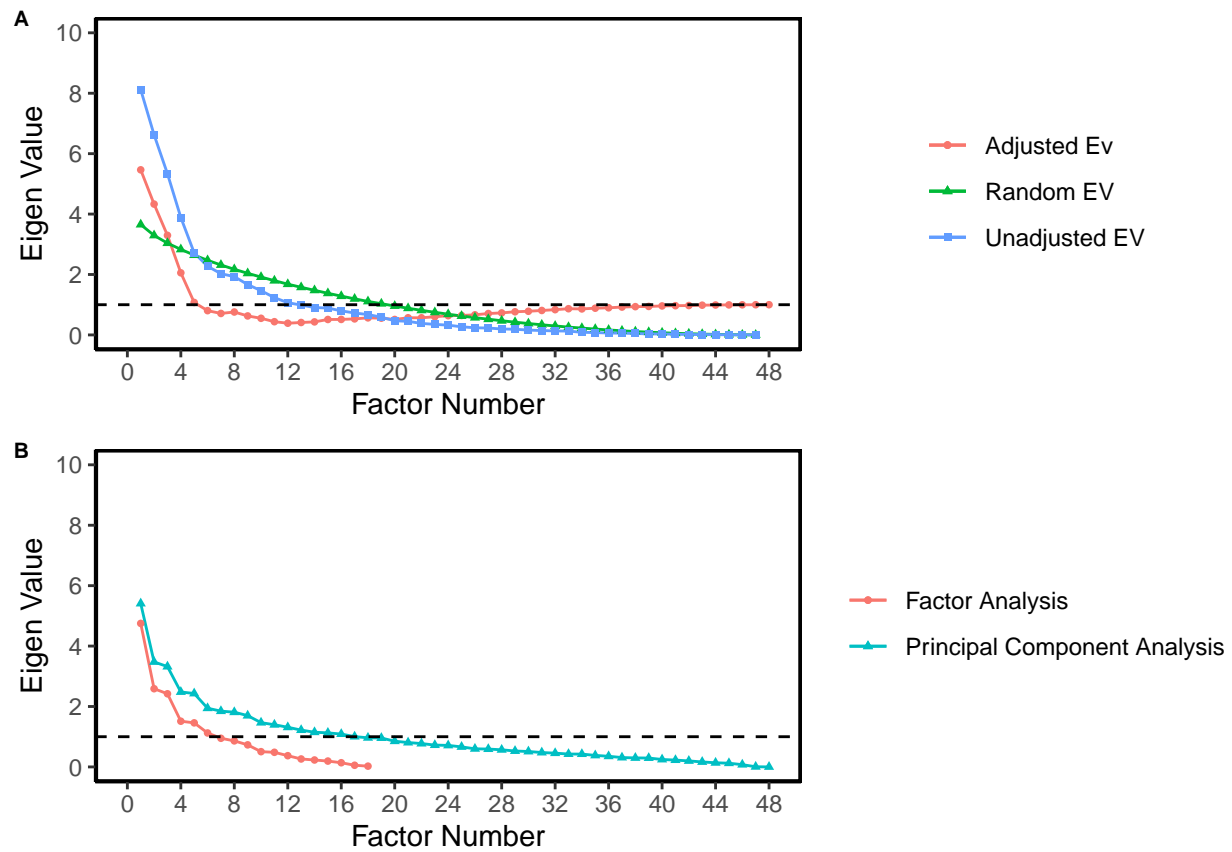 A
10
8
6
4
2
0
Eigen Value
0 4 8 12 16 20 24 28 32 36 40 44 48
Factor Number
Adjusted Ev
Random EV
Unadjusted EV
B
10
8
6
4
2
0
Eigen Value
0 4 8 12 16 20 24 28 32 36 40 44 48
Factor Number
Factor Analysis
Principal Component Analysis